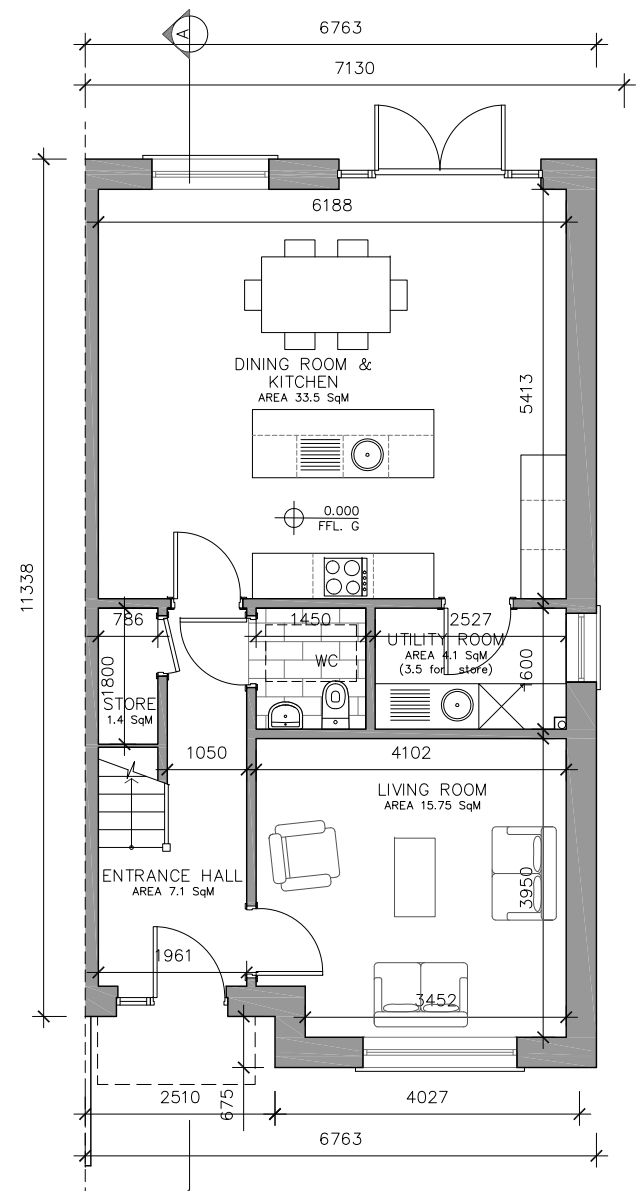 6763
A
7130
6188
DINING ROOM &
KITCHEN
AREA 33.5 SqM
5413
0.000
FFL. G
11338
786
1450
2527
UTILITY ROOM
AREA 4.1 SqM
(3.5 for store)
WC
1800
1600
STORE
1.4 SqM
1050
4102
LIVING ROOM
AREA 15.75 SqM
ENTRANCE HALL
AREA 7.1 SqM
3950
1961
3452
2510
675
4027
6763